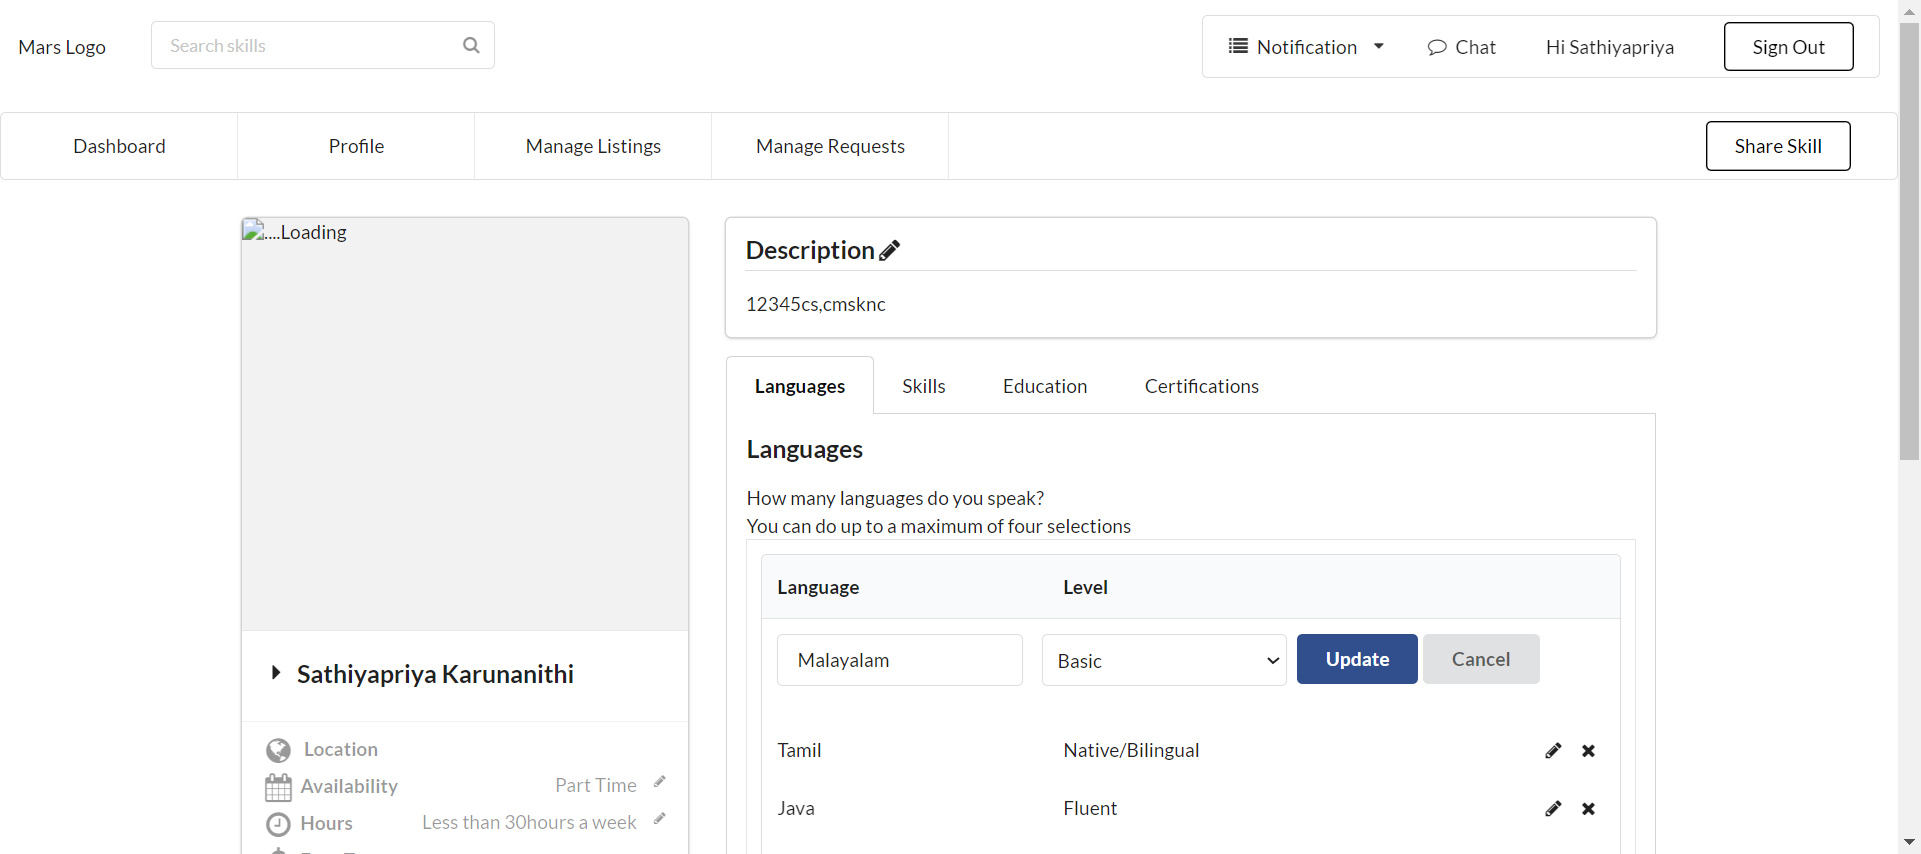 Mars Logo
Search skills
Notification
Chat
Hi Sathiyapriya
Sign Out
Dashboard
Profile
Manage Listings
Manage Requests
Share Skill
....Loading
Sathiyapriya Karunanithi
Location
Availability Part Time
Hours Less than 30hours a week
Description
12345cs,cmsknc
Languages Skills Education Certifications
Languages
How many languages do you speak?
You can do up to a maximum of four selections
Language Level
Malayalam Basic Update Cancel
Tamil Native/Bilingual
Java Fluent